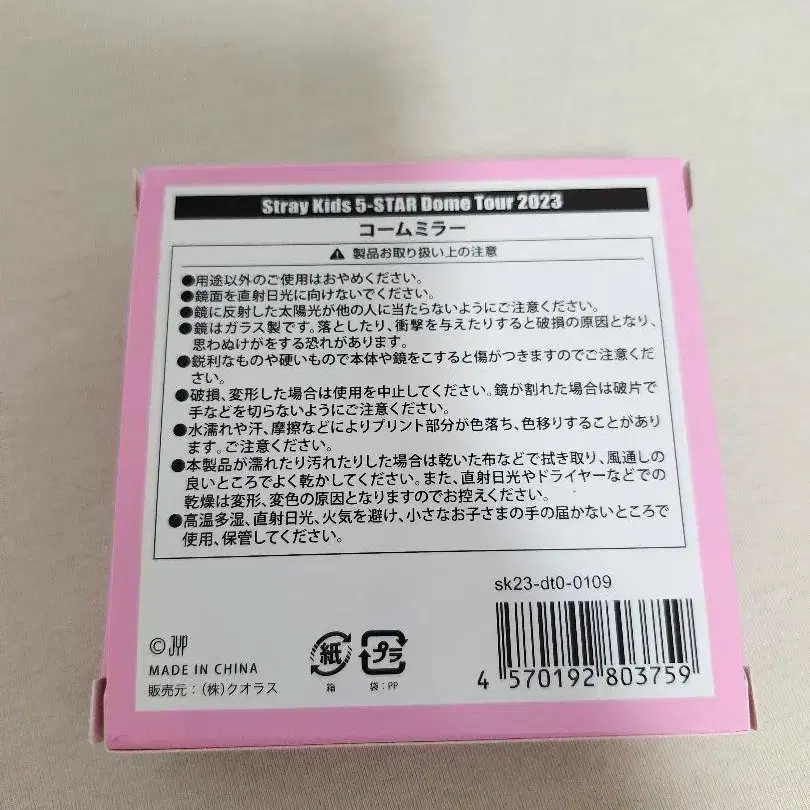 Stray Kids 5-STAR Dome Tour 2023
コームミラー
製品お取り扱い上の注意
●用途以外のご使用はおやめください。
●鏡面を直射日光に向けないでください。
●鏡に反射した太陽光が他の人に当たらないようにご注意ください。
●鏡はガラス製です。落としたり、衝撃を与えたりすると破損の原因となり、
思わぬけがをする恐れがあります。
●鋭利なものや硬いもので本体や鏡をこすると傷がつきますのでご注意くだ
さい。
●破損、変形した場合は使用を中止してください。鏡が割れた場合は破片で
手などを切らないようにご注意ください。
●水濡れや汗、摩擦などによりプリント部分が色落ち、色移りすることがあり
ます。ご注意ください。
●本製品が濡れたり汚れたりした場合は乾いた布などで拭き取り、風通しの
良いところでよく乾かしてください。また、直射日光やドライヤーなどでの
乾燥は変形、変色の原因となりますのでお控えください。
●高温多湿、直射日光、火気を避け、小さなお子さまの手の届かないところで
使用、保管してください。
sk23-dt0-0109
© JYP
MADE IN CHINA
販売元:(株)クオラス
紙
箱
プラ
袋:PP
4 570192 803759